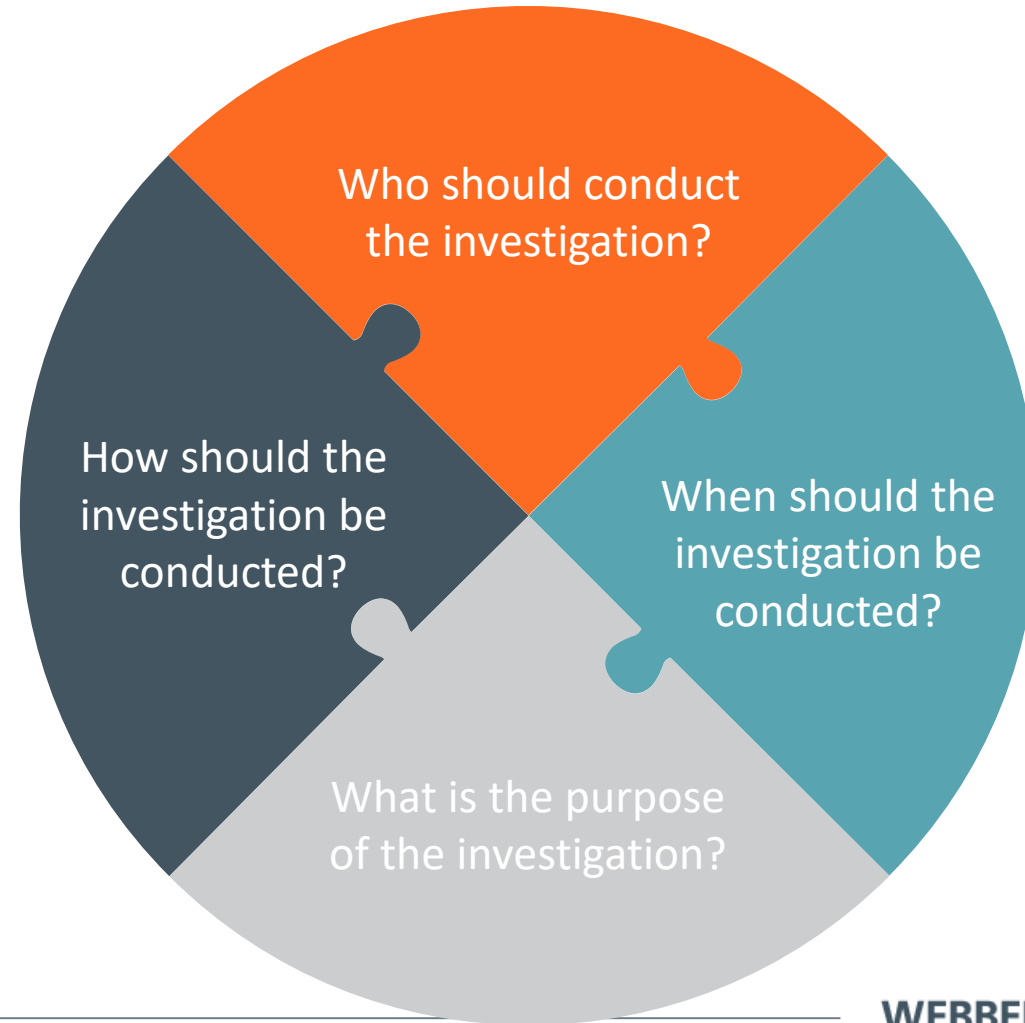 Who should conduct
the investigation?
How should the
investigation be
conducted?
When should the
investigation be
conducted?
What is the purpose
of the investigation?